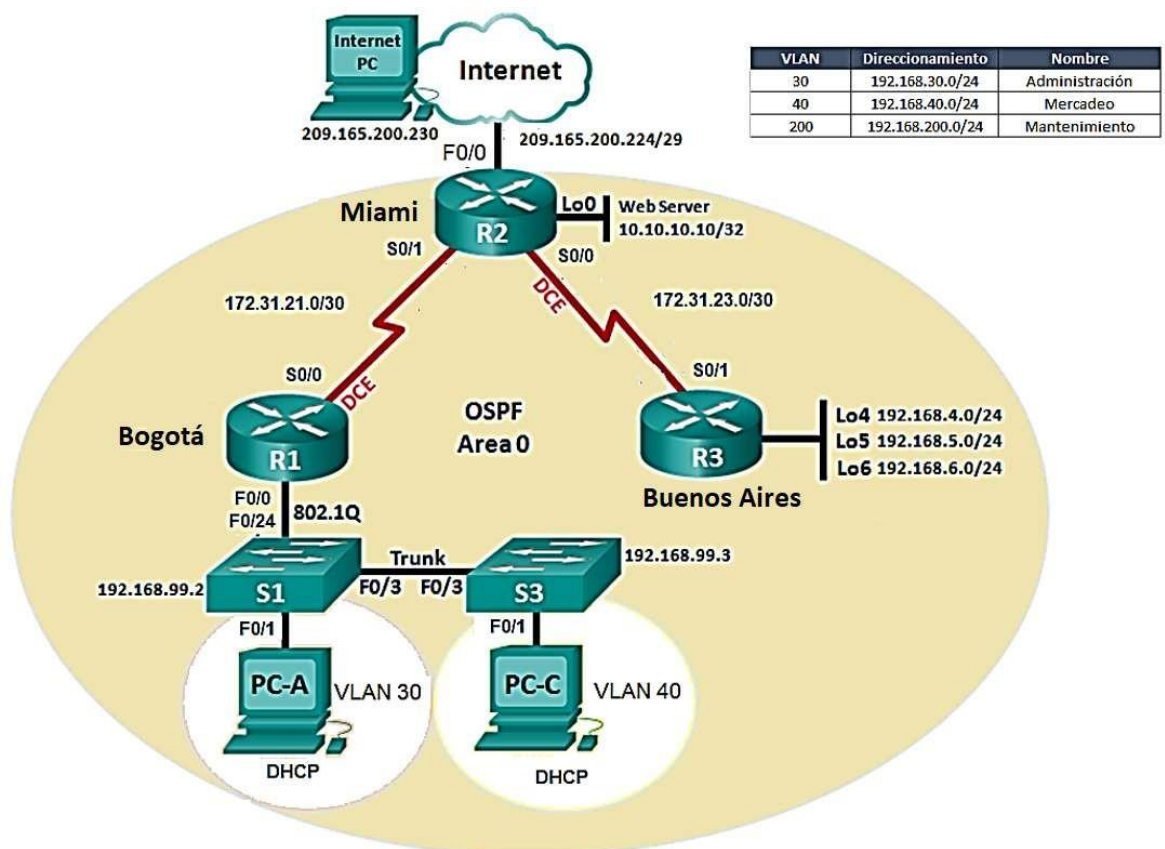 Internet
PC
Internet
209.165.200.230
209.165.200.224/29
F0/0
VLAN Direccionamiento Nombre
30 192.168.30.0/24 Administración
40 192.168.40.0/24 Mercadeo
200 192.168.200.0/24 Mantenimiento
Miami
R2
Lo0
Web Server
10.10.10.10/32
S0/1
S0/0
DCE
172.31.21.0/30
172.31.23.0/30
S0/0
DCE
S0/1
OSPF
Area 0
Bogotá
R1
R3
Buenos Aires
Lo4 192.168.4.0/24
Lo5 192.168.5.0/24
Lo6 192.168.6.0/24
F0/0
F0/24
802.1Q
Trunk
192.168.99.2
S1
F0/3 F0/3
S3
192.168.99.3
F0/1
F0/1
PC-A
VLAN 30
DHCP
PC-C
VLAN 40
DHCP